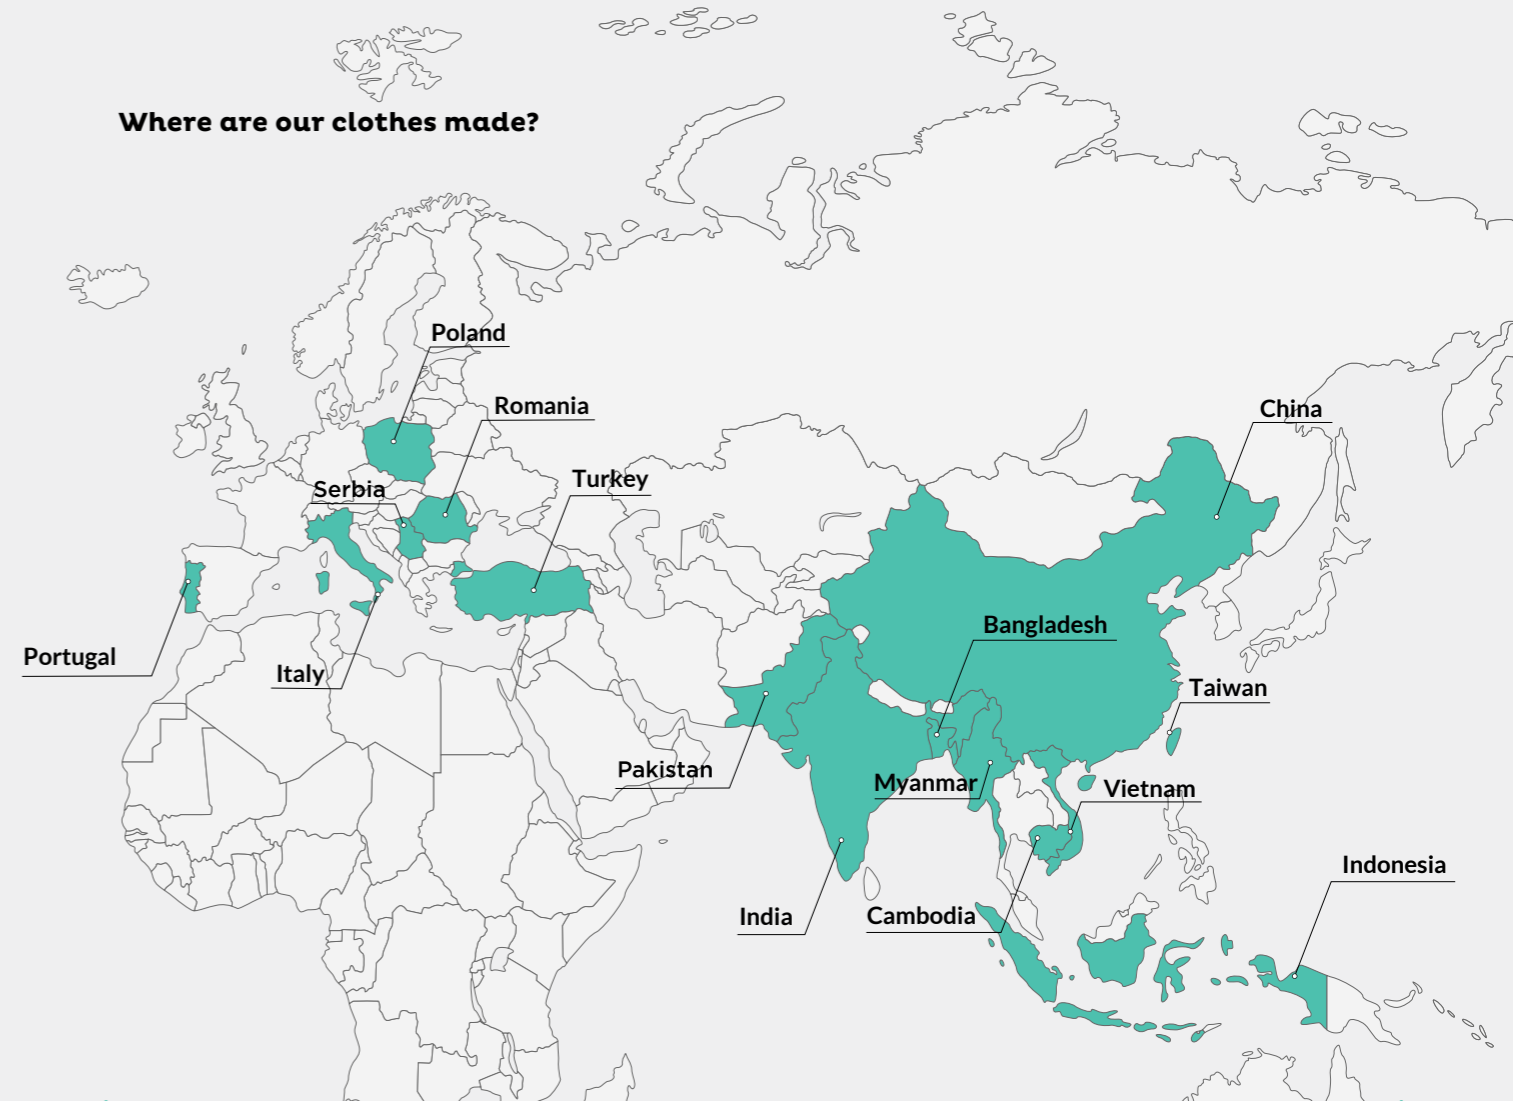 Where are our clothes made?
Poland
Romania
China
Serbia
Turkey
Bangladesh
Portugal
Italy
Taiwan
Pakistan
Myanmar
Vietnam
Indonesia
India
Cambodia